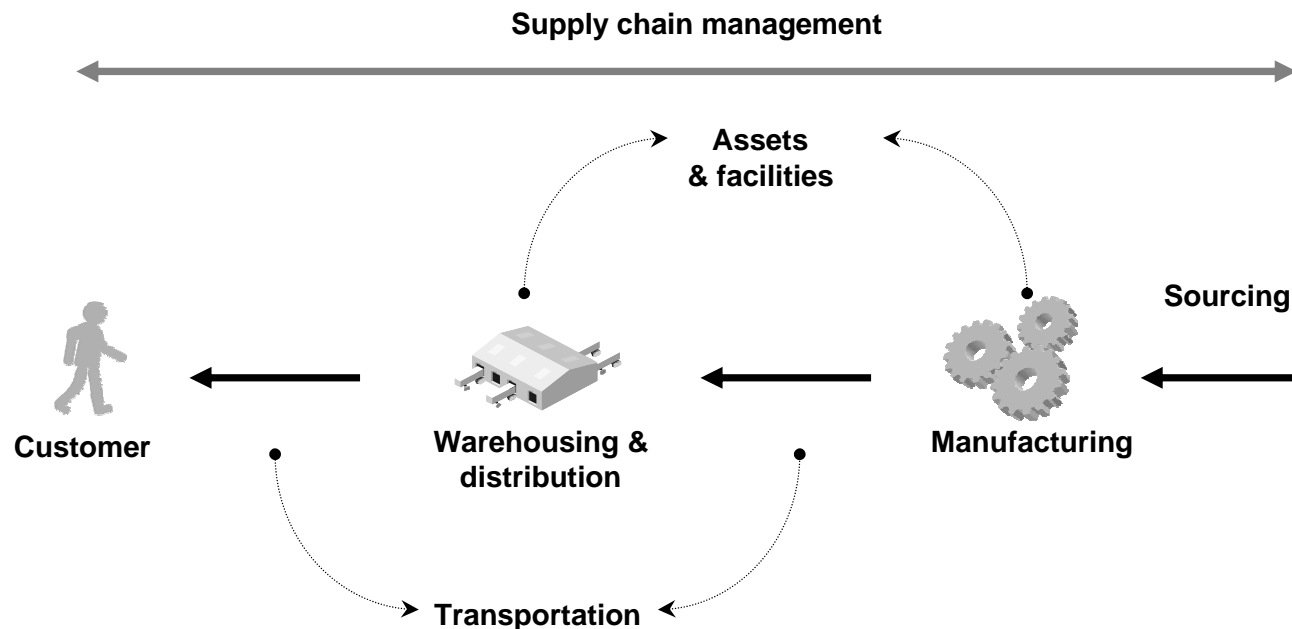 Supply chain management
Assets
& facilities
Sourcing
Customer
Warehousing &
distribution
Manufacturing
Transportation